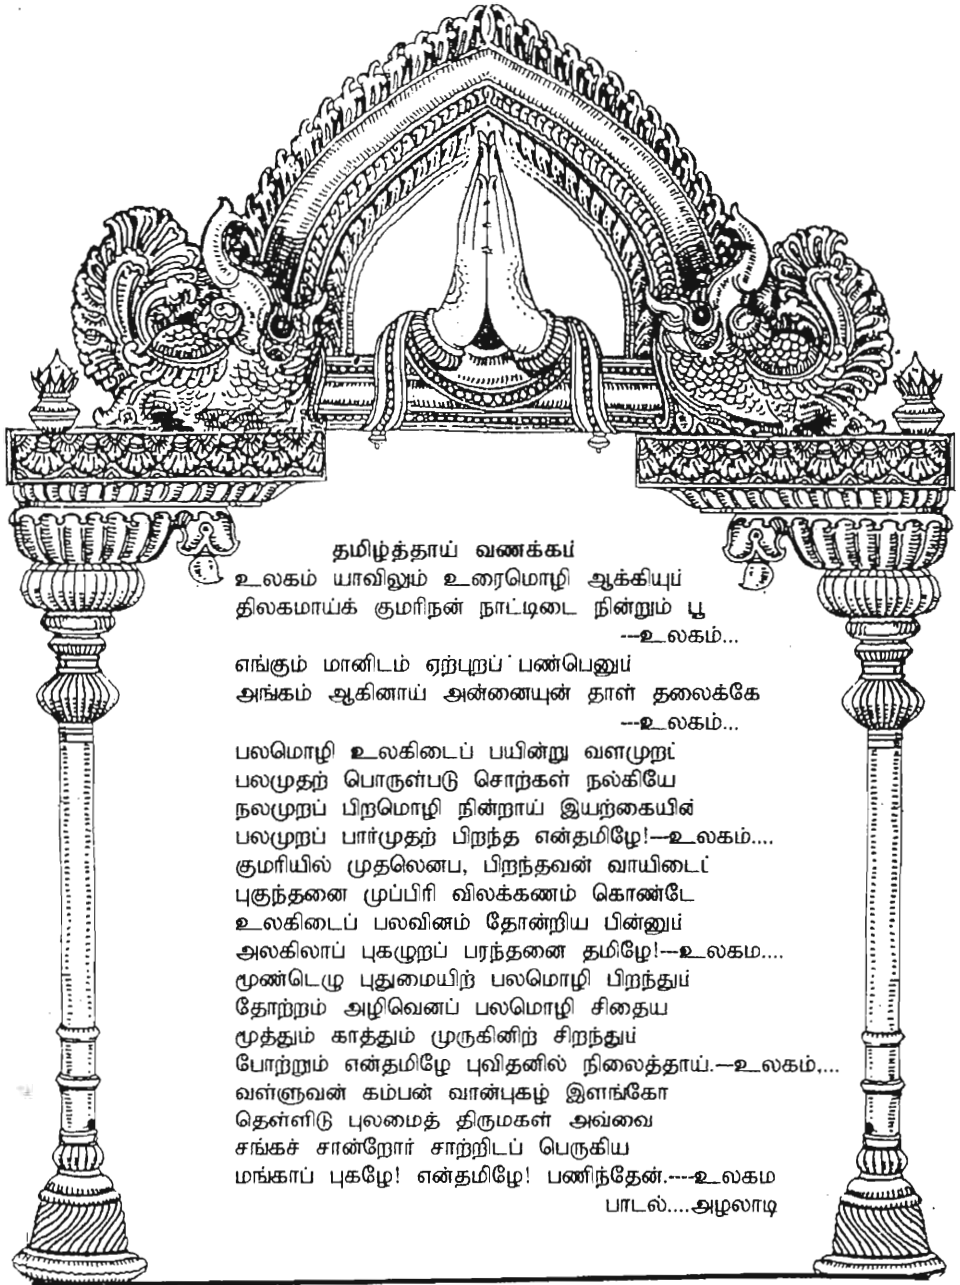 தமிழ்த்தாய் வணக்கம்
உலகம் யாவிலும் உரைமொழி ஆக்கியும்
திலகமாய்க் குமரிநன் நாட்டிடை நின்றும் பூ
---உலகம்...
எங்கும் மானிடம் ஏற்புறப் பண்பெனும்
அங்கம் ஆகினாய் அன்னையுன் தாள் தலைக்கே
---உலகம்...
பலமொழி உலகிடைப் பயின்று வளமுறட்
பலமுதற் பொருள்படு சொற்கள் நல்கியே
நலமுறப் பிறமொழி நின்றாய் இயற்கையின்
பலமுறப் பார்முதற் பிறந்த என்தமிழே!---உலகம்....
குமரியில் முதலெனப, பிறந்தவன் வாயிடைட்
புகுந்தனை முப்பிரி விலக்கணம் கொண்டே
உலகிடைப் பலவினம் தோன்றிய பின்னும்
அலகிலாப் புகழுறப் பரந்தனை தமிழே!---உலகம....
மூண்டெழு புதுமையிற் பலமொழி பிறந்தும்
தோற்றம் அழிவெனப் பலமொழி சிதைய
மூத்தும் காத்தும் முருகினிற் சிறந்தும்
போற்றும் என்தமிழே புவிதனில் நிலைத்தாய்.--உலகம்,...
வள்ளுவன் கம்பன் வான்புகழ் இளங்கோ
தெள்ளிடு புலமைத் திருமகள் அவ்வை
சங்கச் சான்றோர் சாற்றிடப் பெருகிய
மங்காப் புகழே! என்தமிழே! பணிந்தேன்.----உலகம
பாடல்....அழலாடி